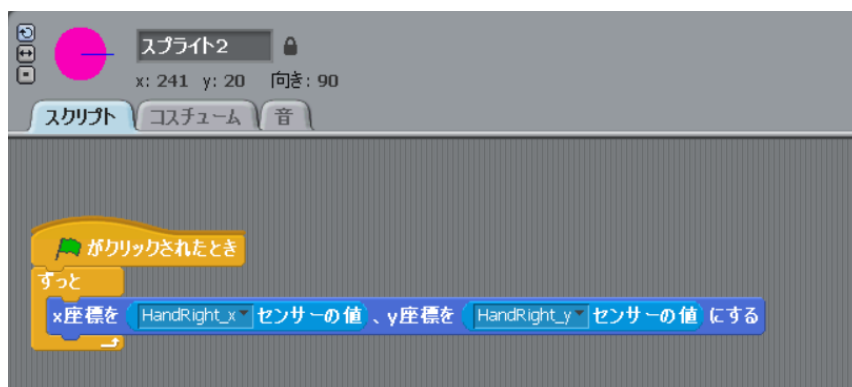 スプライト2
x: 241 y: 20 向き: 90
スクリプト コスチューム 音
がクリックされたとき
ずっと
x座標を HandRight_x センサーの値 、y座標を HandRight_y センサーの値 にする